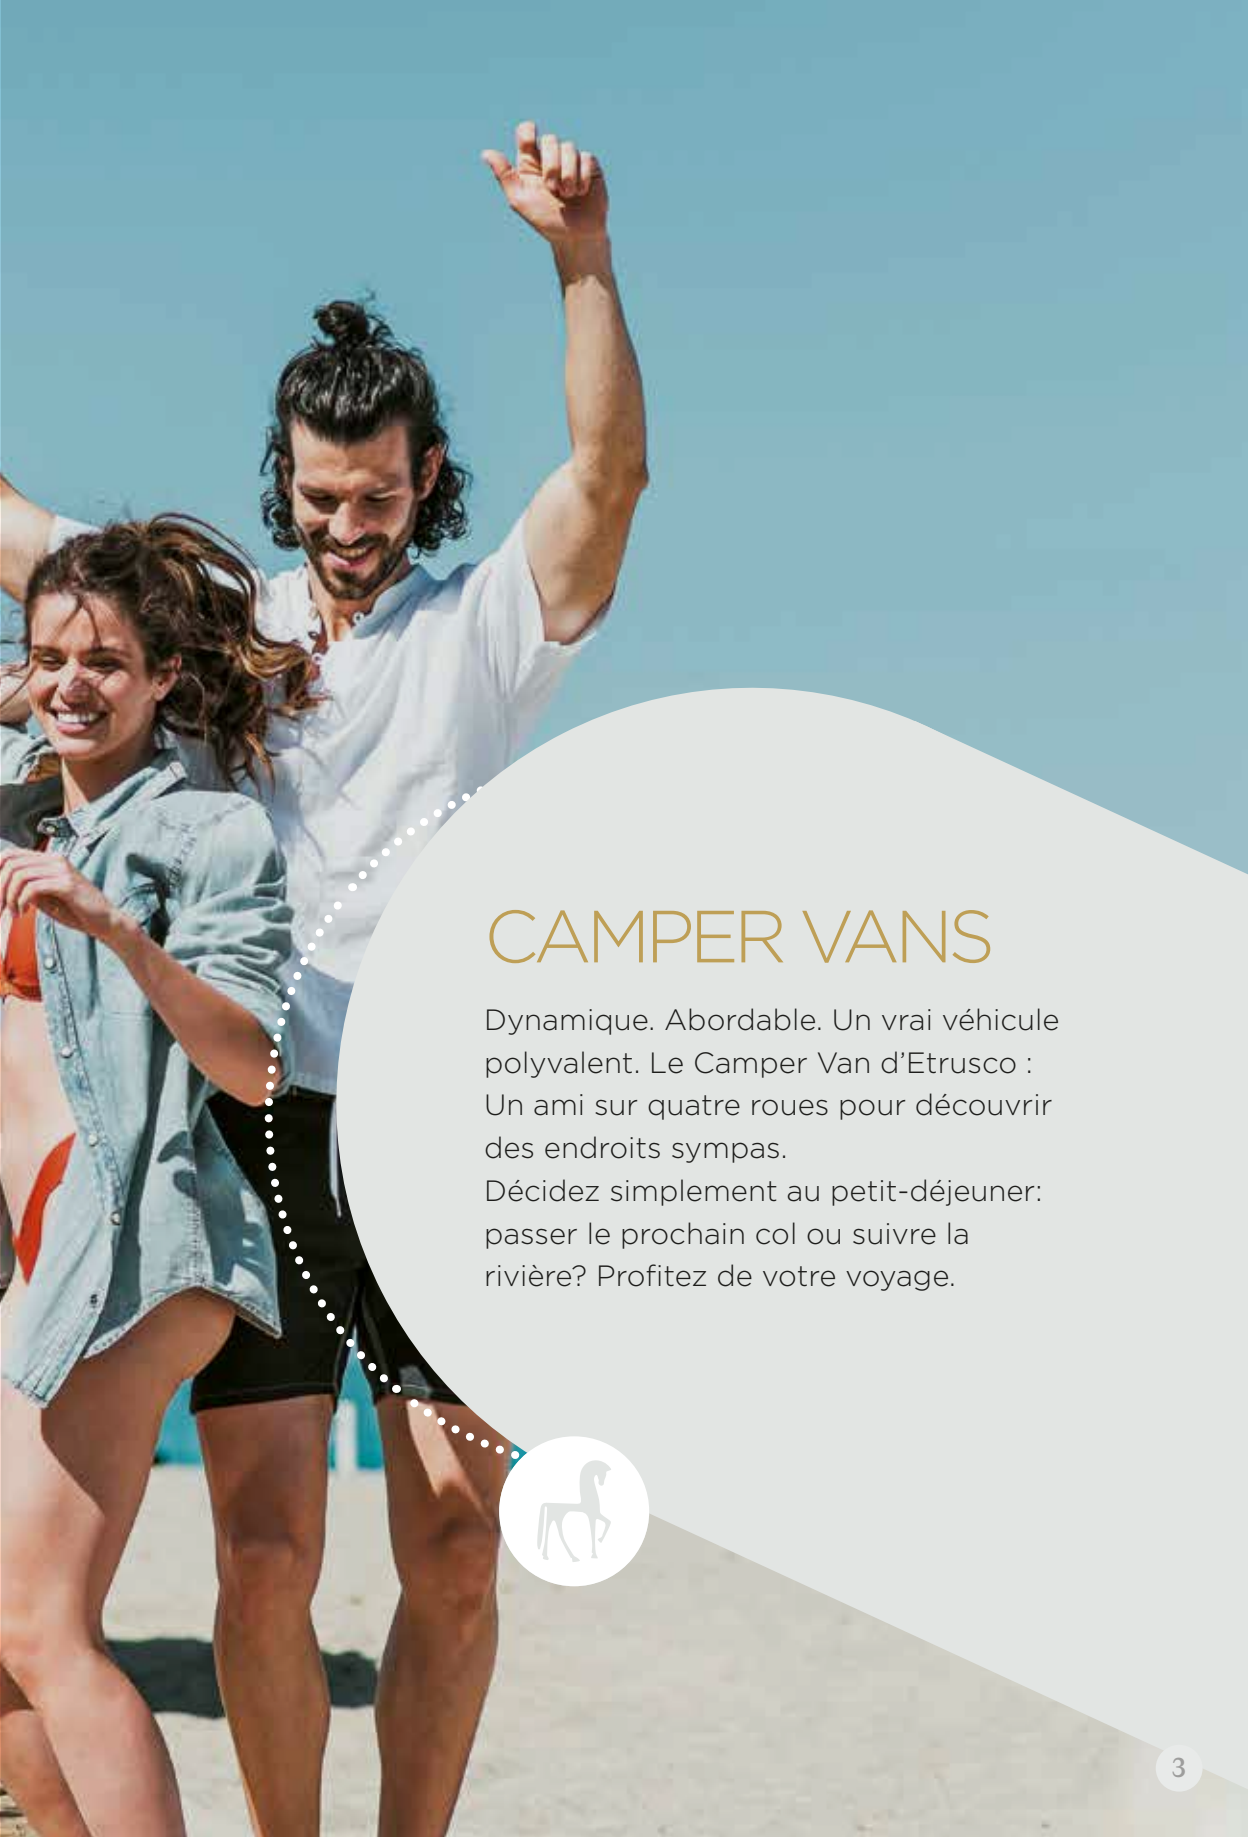 CAMPER VANS
Dynamique. Abordable. Un vrai véhicule
polyvalent. Le Camper Van d’Etrusco :
Un ami sur quatre roues pour découvrir
des endroits sympas.
Décidez simplement au petit-déjeuner:
passer le prochain col ou suivre la
rivière? Profitez de votre voyage.
3